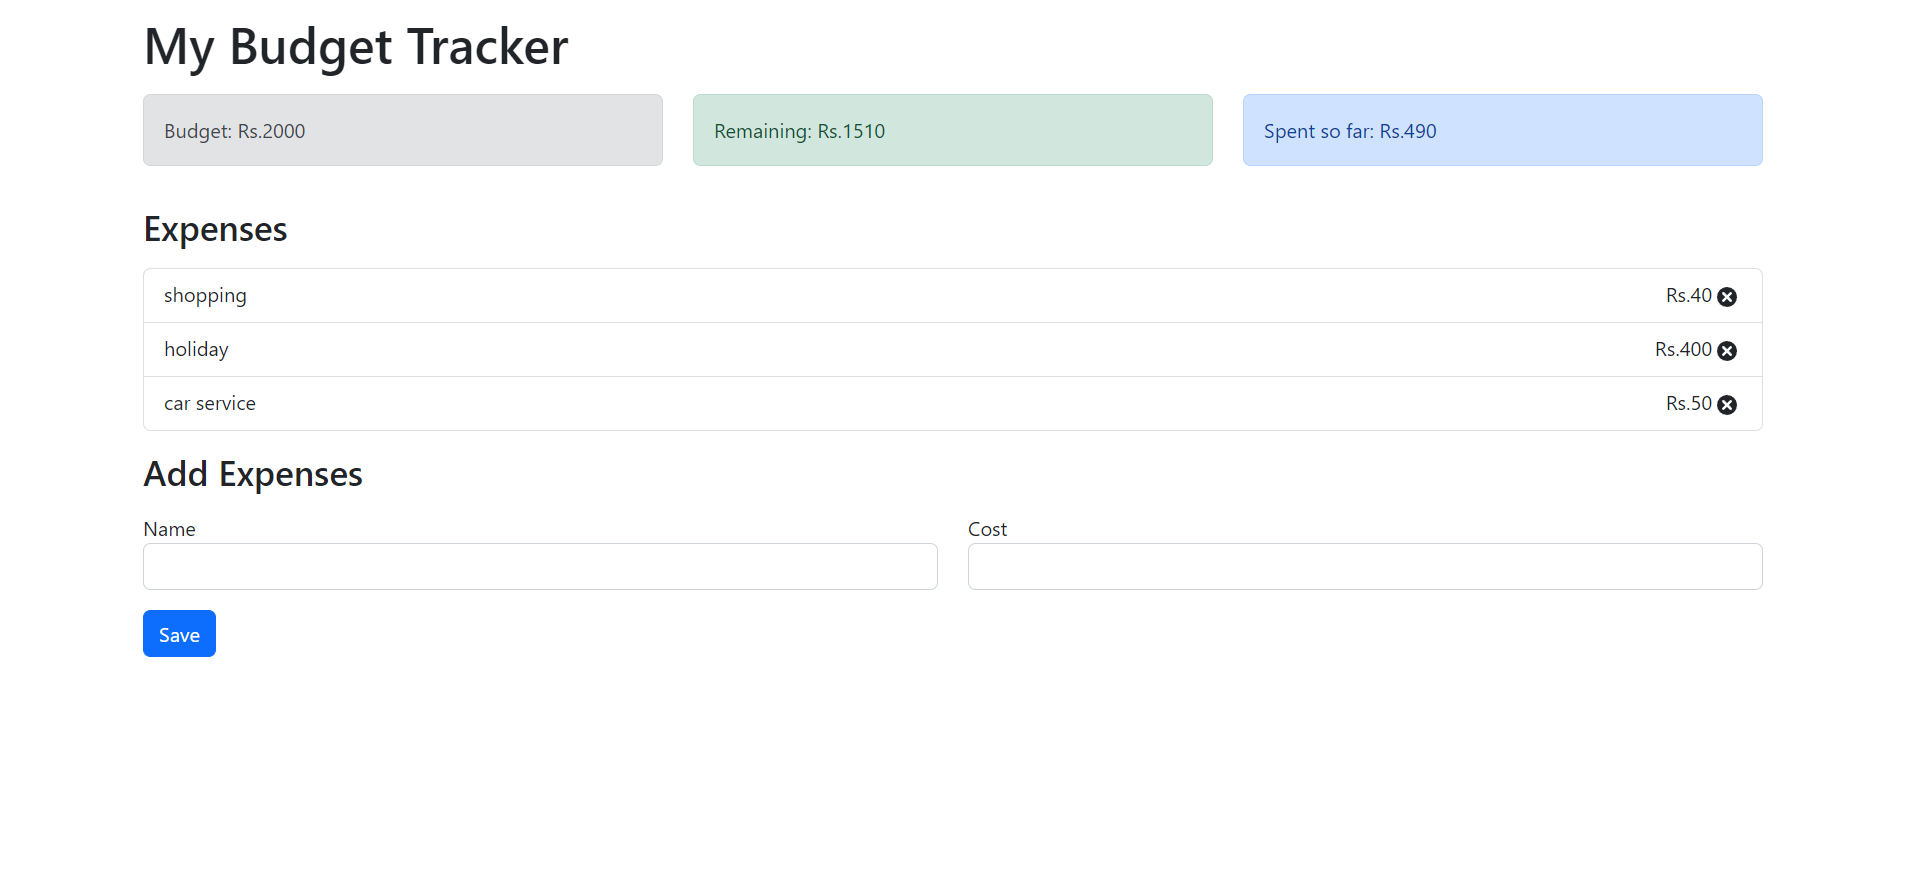 My Budget Tracker
Budget: Rs.2000
Remaining: Rs.1510
Spent so far: Rs.490
Expenses
shopping Rs.40
holiday Rs.400
car service Rs.50
Add Expenses
Name Cost
Save